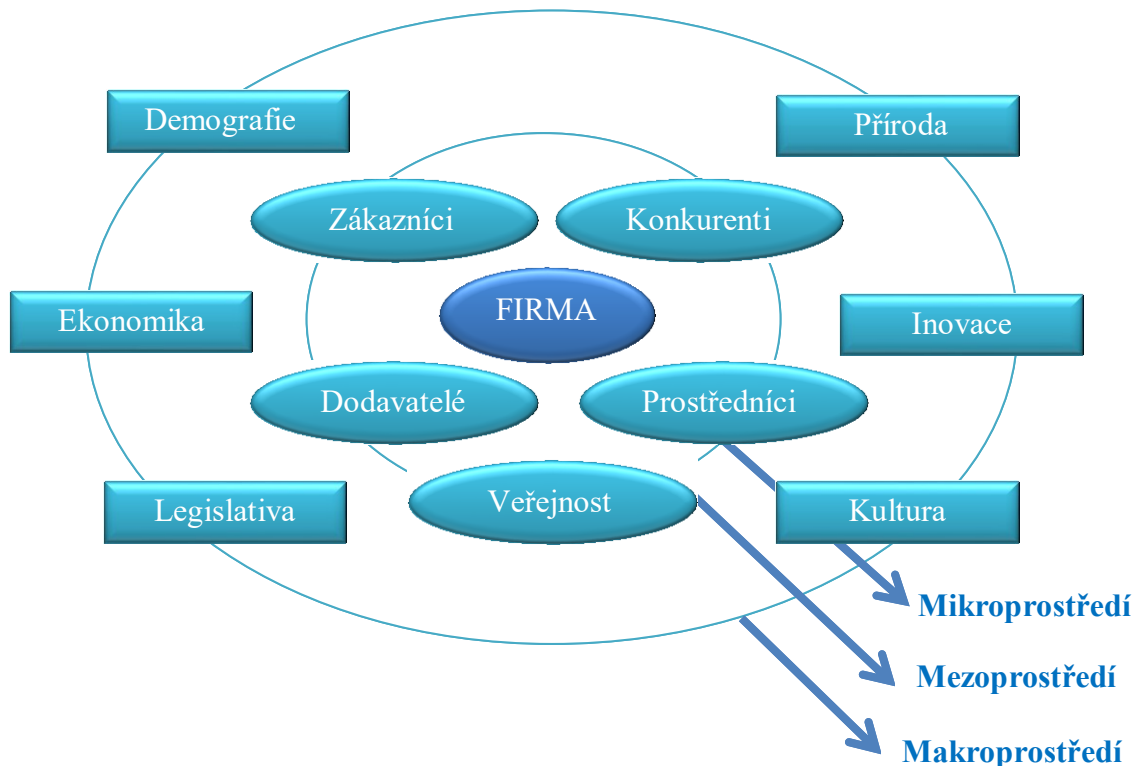 Demografie
Příroda
Zákazníci
Konkurenti
FIRMA
Ekonomika
Inovace
Dodavatelé
Prostředníci
Legislativa
Veřejnost
Kultura
Mikroprostředí
Mezoprostředí
Makroprostředí